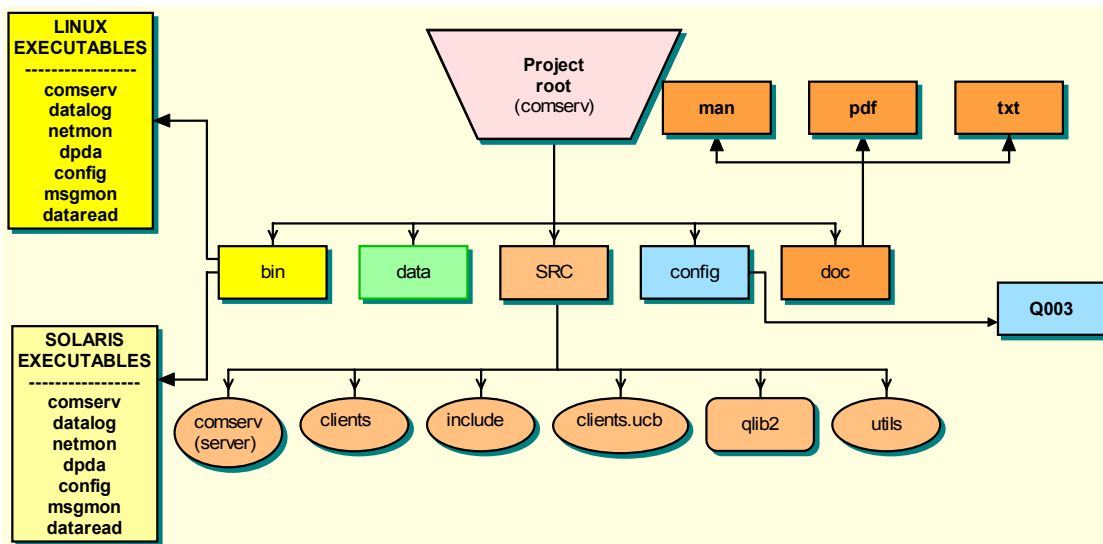 LINUX
EXECUTABLES
-----------------
comserv
datalog
netmon
dpda
config
msgmon
dataread
Project
root
(comserv)
man
pdf
txt
bin
data
SRC
config
doc
Q003
SOLARIS
EXECUTABLES
-----------------
comserv
datalog
netmon
dpda
config
msgmon
dataread
comserv
(server)
clients
include
clients.ucb
qlib2
utils